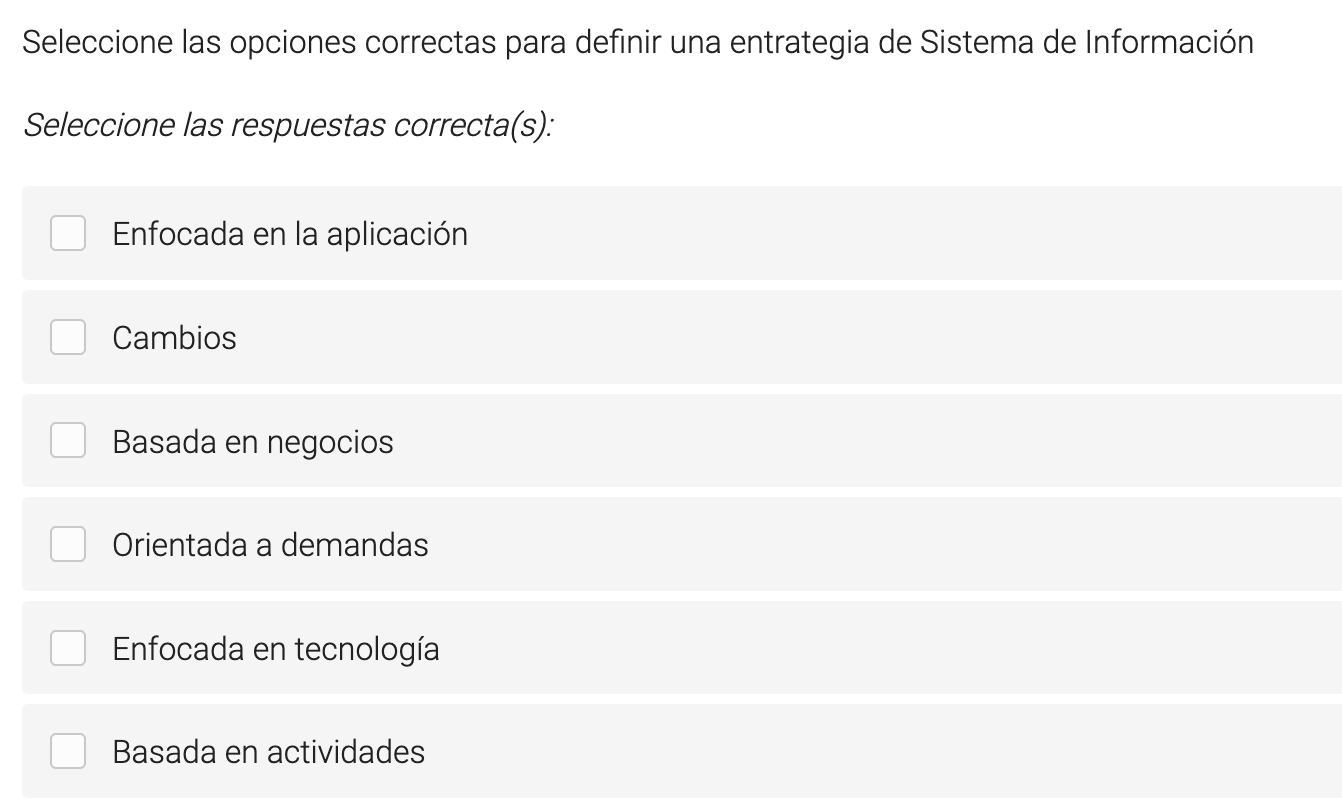 Seleccione las opciones correctas para definir una entrategia de Sistema de Información
Seleccione las respuestas correcta(s):
Enfocada en la aplicación
Cambios
Basada en negocios
Orientada a demandas
Enfocada en tecnología
Basada en actividades